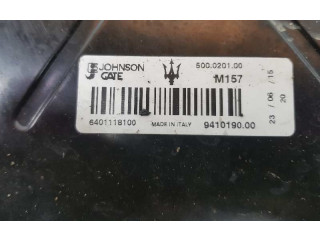 JOHNSON
GATE
500.0201.00
M157
6401118100
MADE IN ITALY
9410190.00
23 / 06 / 15
20